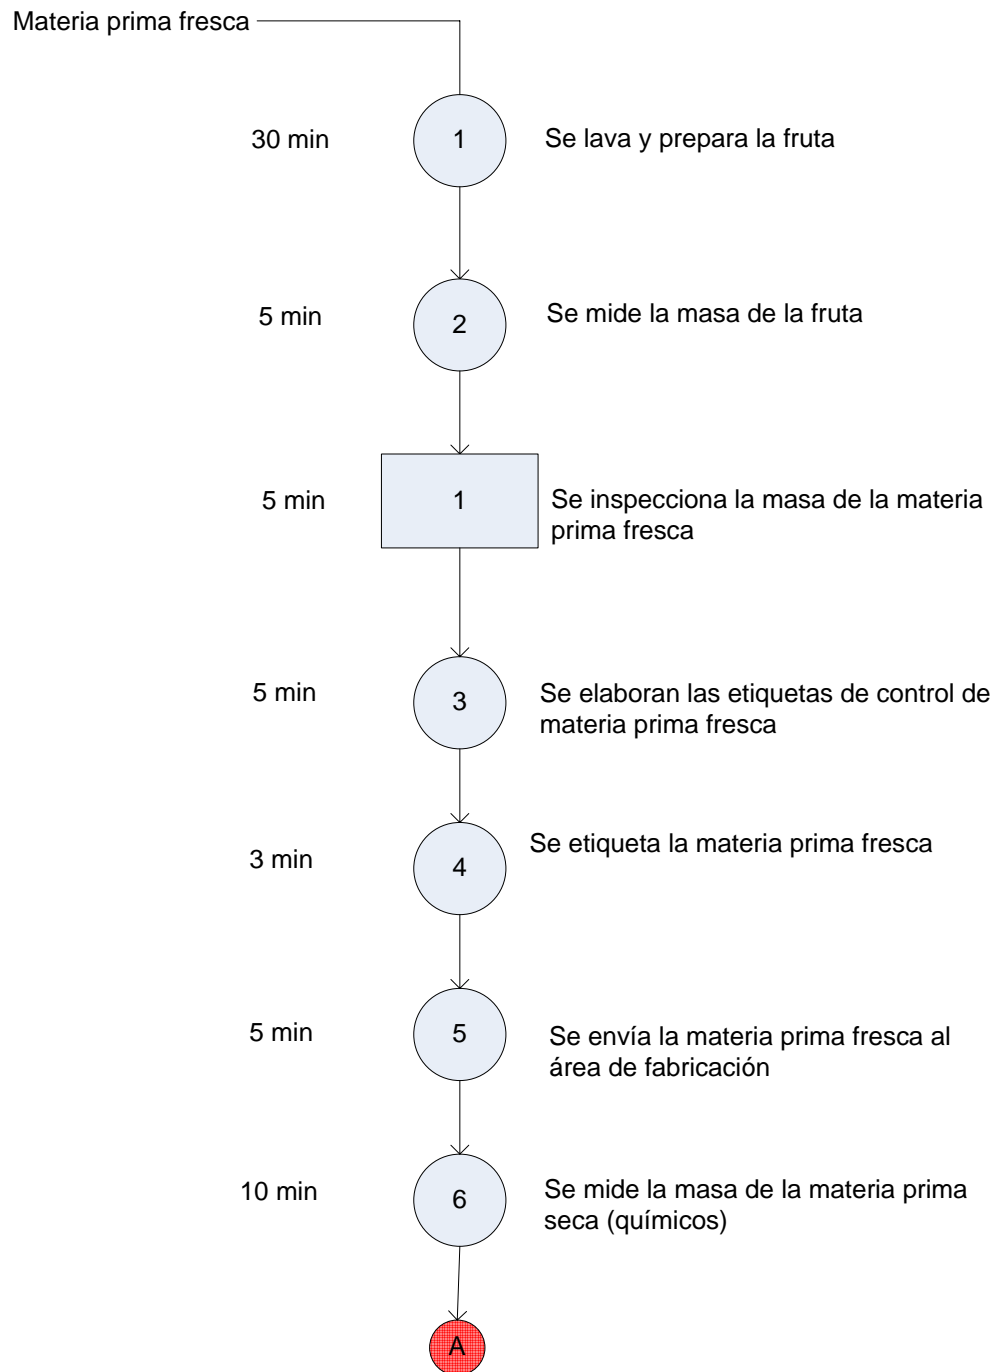 Materia prima fresca
30 min
1
Se lava y prepara la fruta
5 min
2
Se mide la masa de la fruta
5 min
1
Se inspecciona la masa de la materia
prima fresca
5 min
3
Se elaboran las etiquetas de control de
materia prima fresca
3 min
4
Se etiqueta la materia prima fresca
5 min
5
Se envía la materia prima fresca al
área de fabricación
10 min
6
Se mide la masa de la materia prima
seca (químicos)
A